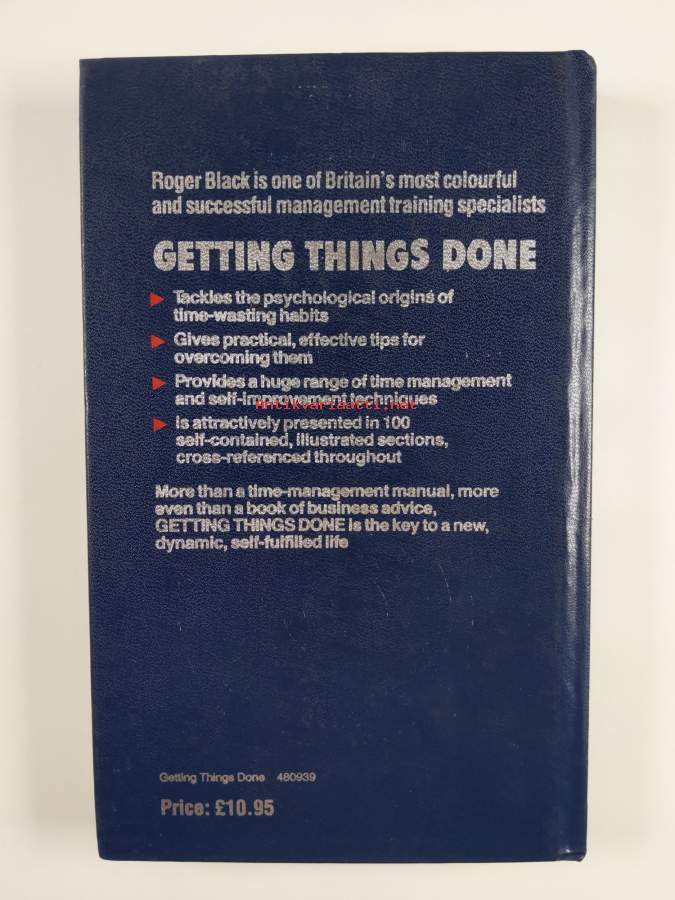 Roger Black is one of Britain's most colourful
and successful management training specialists
GETTING THINGS DONE
Tackles the psychological origins of
time-wasting habits
Gives practical, effective tips for
overcoming them
Provides a huge range of time management
and self-improvement techniques
Antikvariaatti.net
Is attractively presented in 100
self-contained, illustrated sections,
cross-referenced throughout
More than a time-management manual, more
even than a book of business advice,
GETTING THINGS DONE is the key to a new,
dynamic, self-fulfilled life
Getting Things Done 480939
Price: £10.95